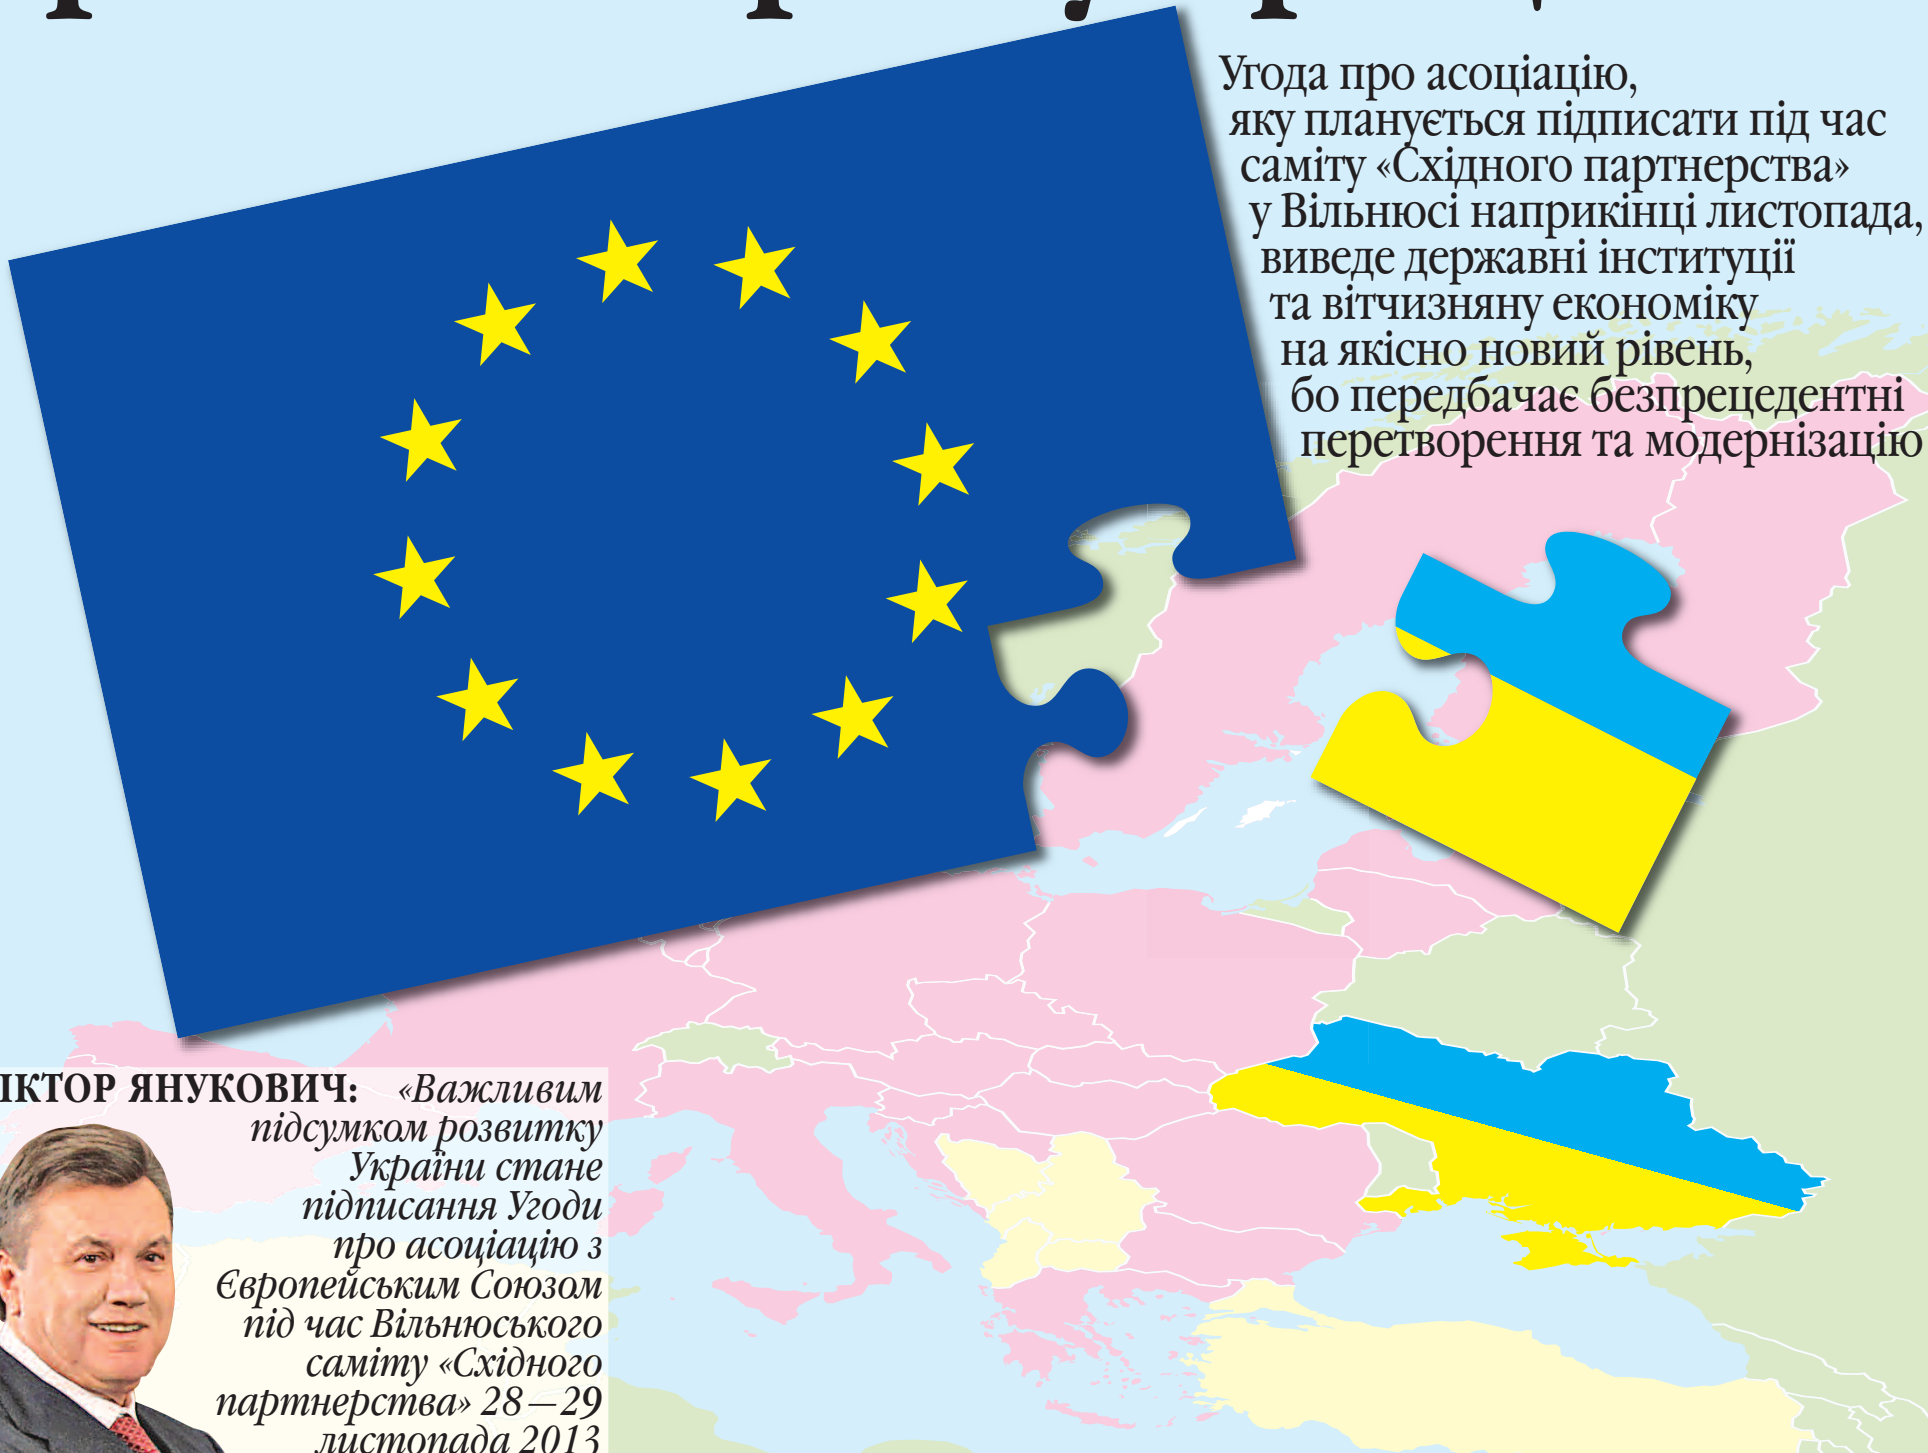 Угода про асоціацію,
яку планується підписати під час
саміту «Східного партнерства»
у Вільнюсі наприкінці листопада,
виведе державні інституції
та вітчизняну економіку
на якісно новий рівень,
бо передбачає безпрецедентні
перетворення та модернізацію
ІКТОР ЯНУКОВИЧ: «Важливим
підсумком розвитку
України стане
підписання Угоди
про асоціацію з
Європейським Союзом
під час Вільнюського
саміту «Східного
партнерства» 28—29
листопада 2013